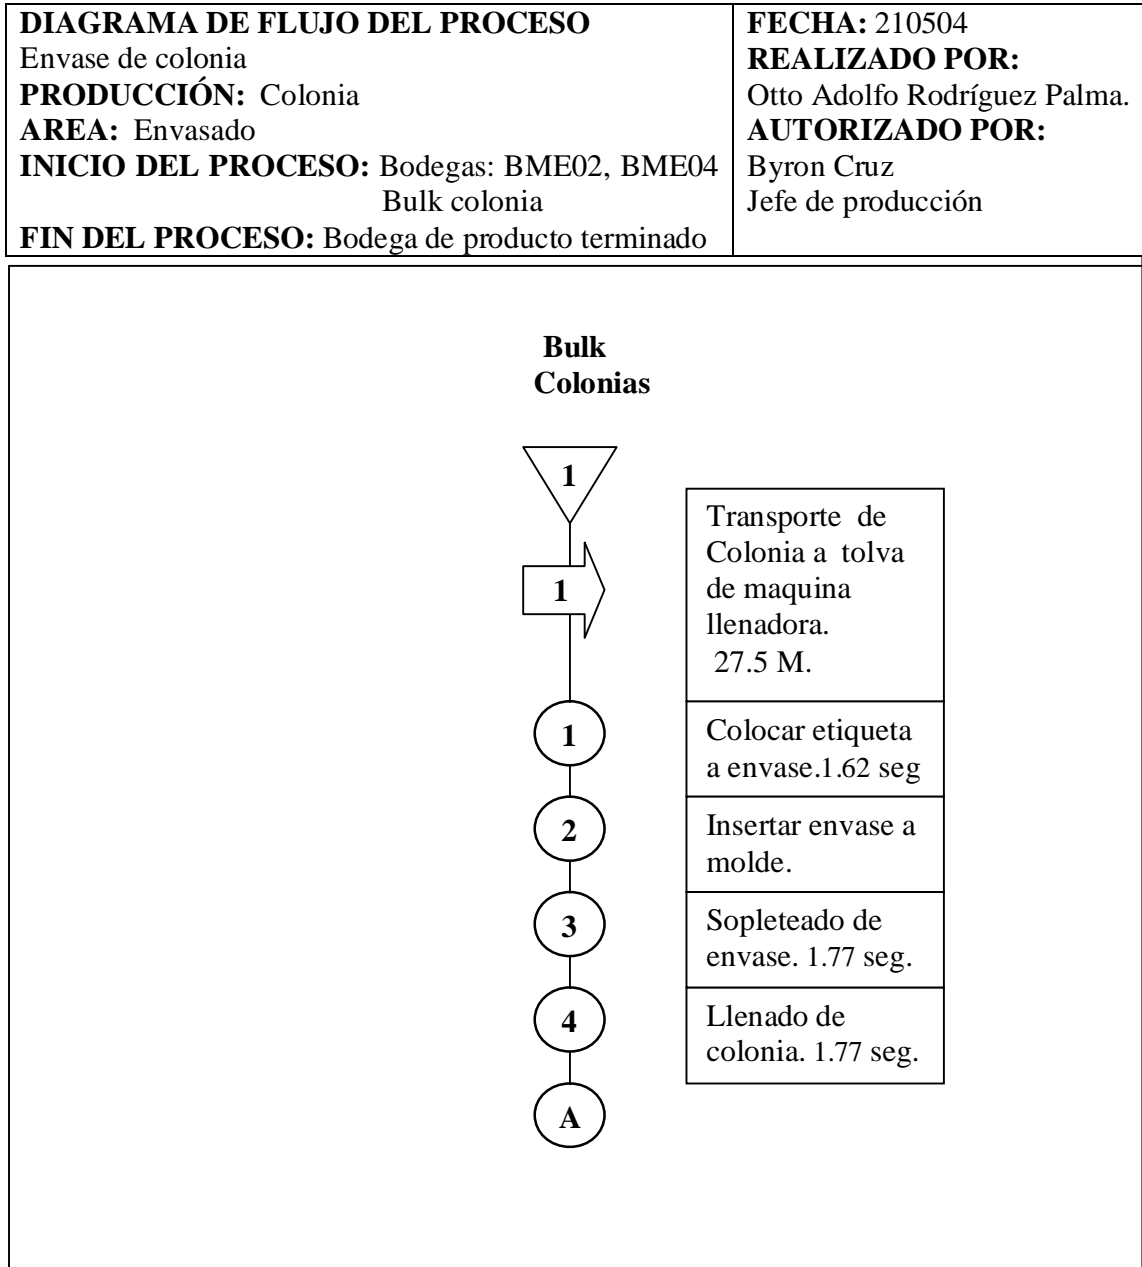 DIAGRAMA DE FLUJO DEL PROCESO
Envase de colonia
PRODUCCIÓN: Colonia
AREA: Envasado
INICIO DEL PROCESO: Bodegas: BME02, BME04
Bulk colonia
FIN DEL PROCESO: Bodega de producto terminado
FECHA: 210504
REALIZADO POR:
Otto Adolfo Rodríguez Palma.
AUTORIZADO POR:
Byron Cruz
Jefe de producción
Bulk
Colonias
1
1
Transporte de
Colonia a tolva
de maquina
llenadora.
27.5 M.
1
Colocar etiqueta
a envase.1.62 seg
2
Insertar envase a
molde.
3
Sopleteado de
envase. 1.77 seg.
4
Llenado de
colonia. 1.77 seg.
A